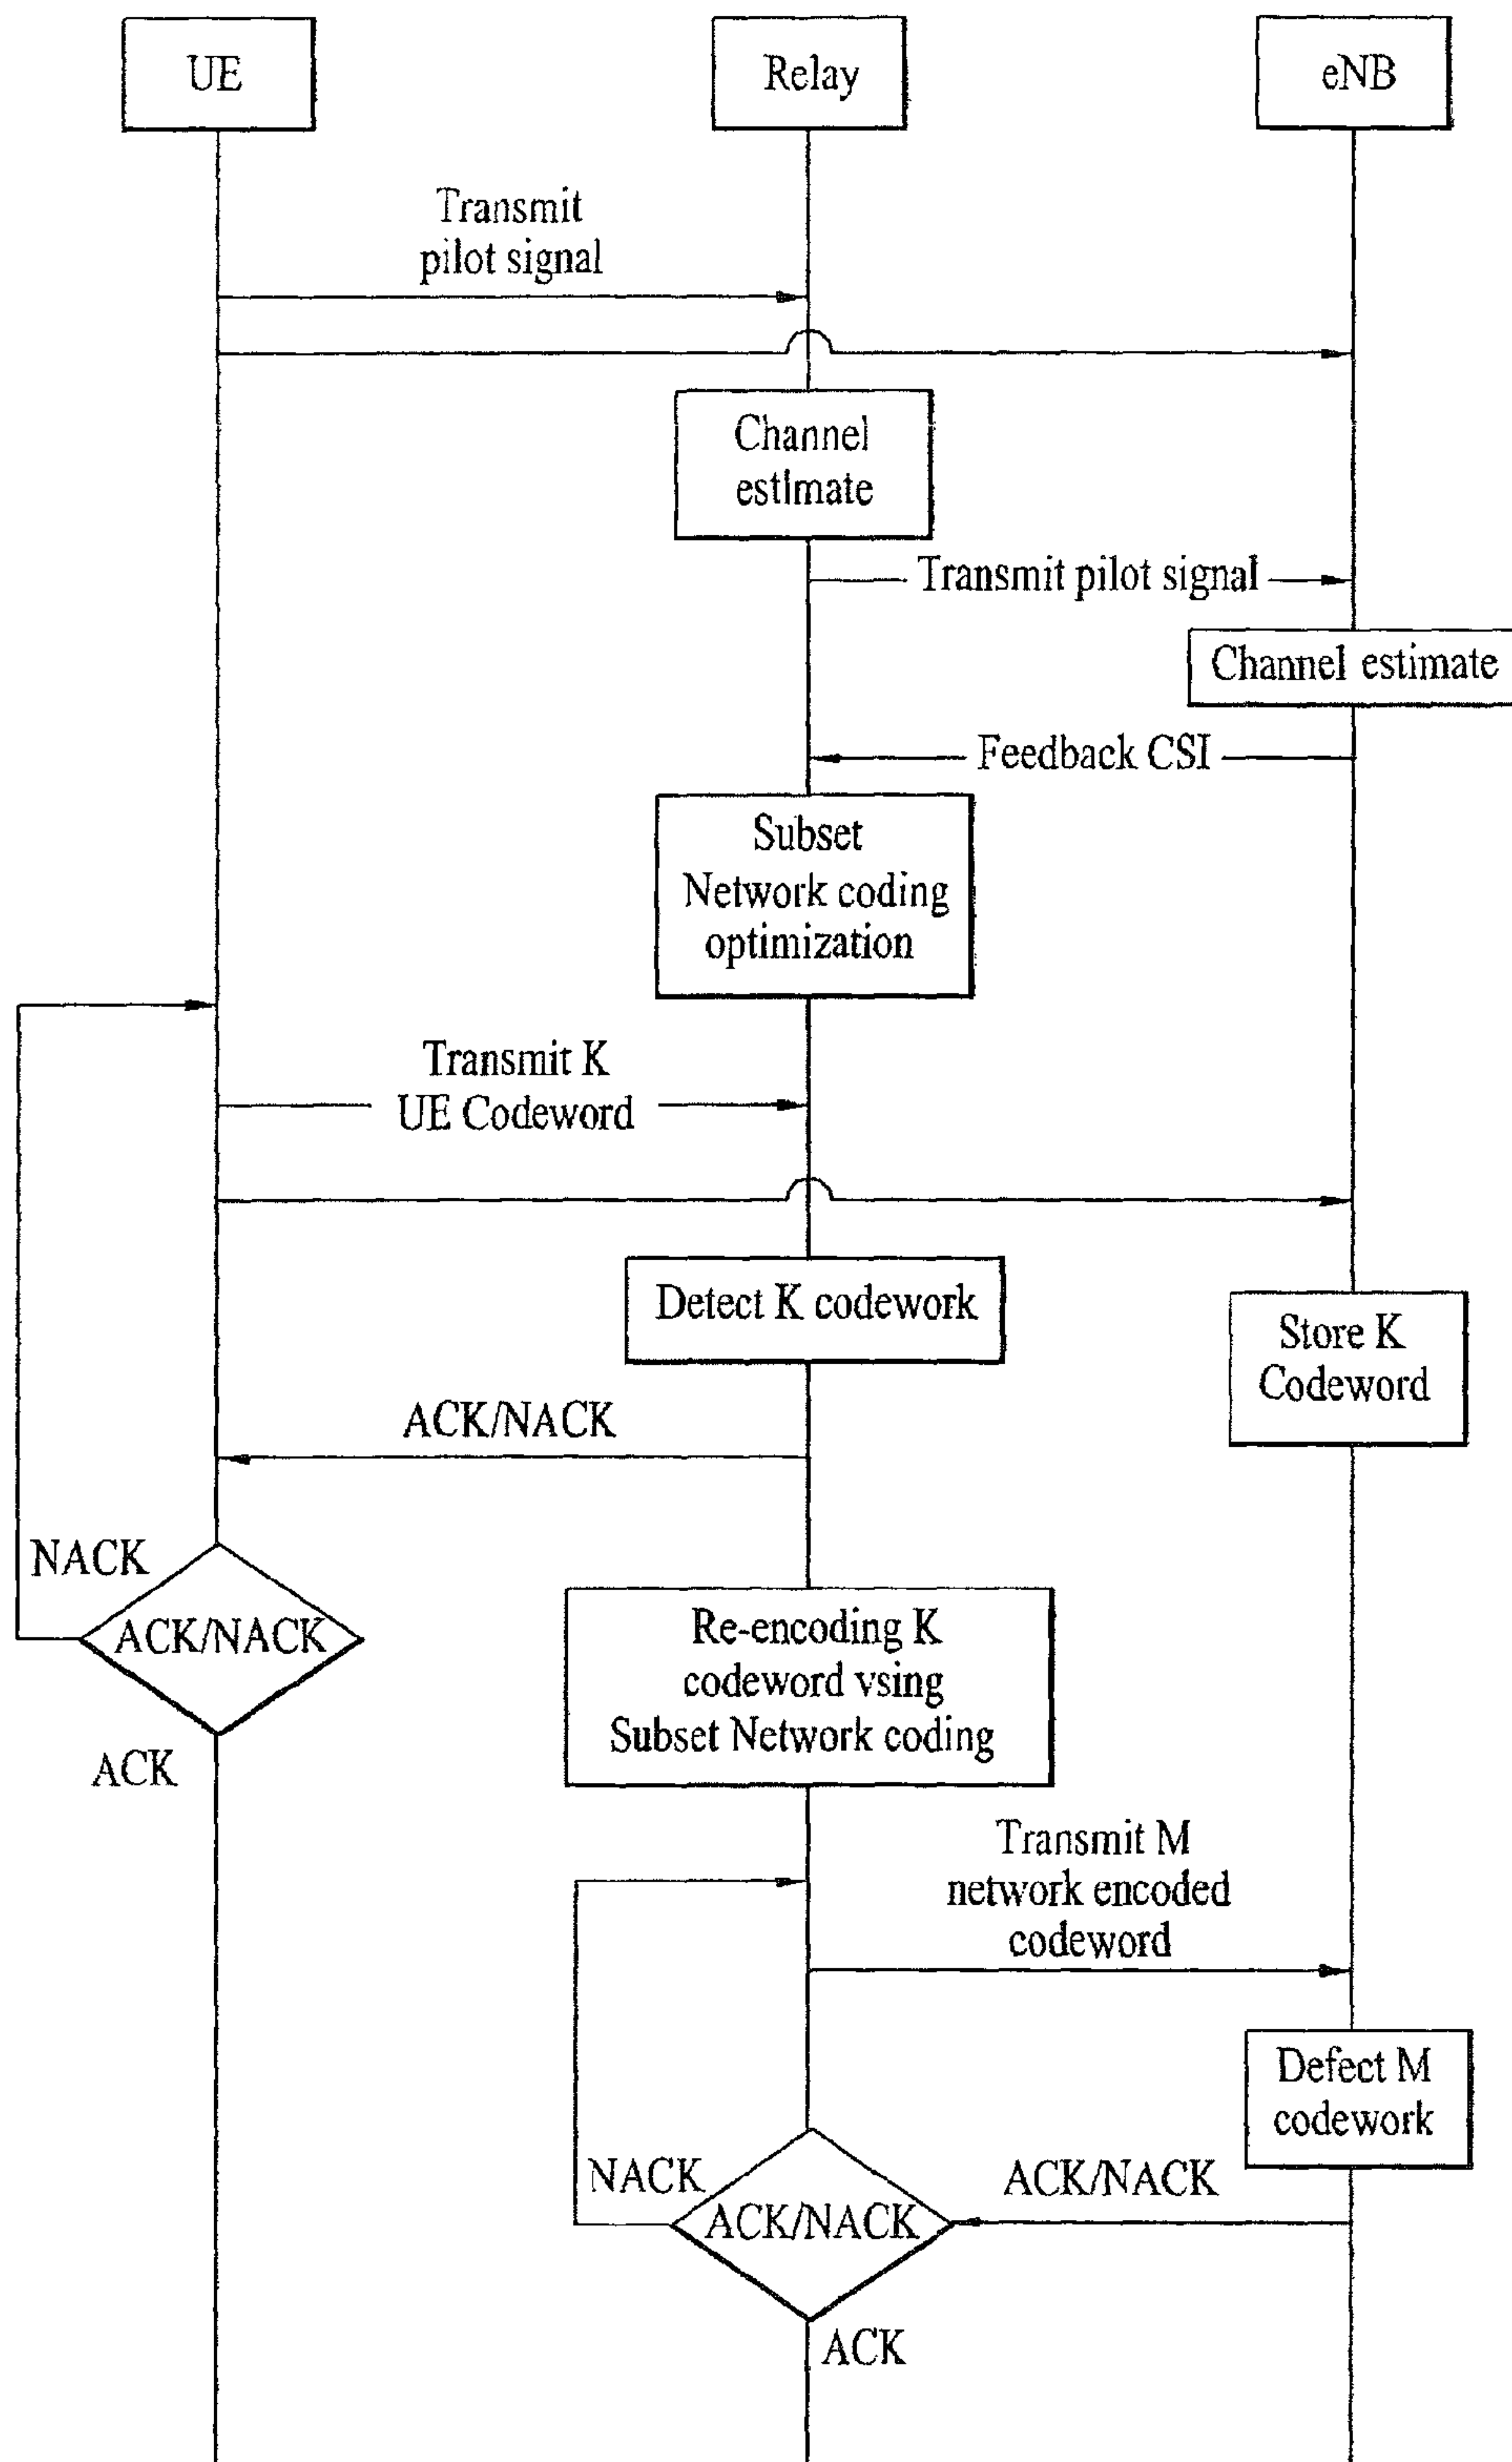 UE
Relay
eNB
Transmit
pilot signal
Channel
estimate
Transmit pilot signal
Channel estimate
Feedback CSI
Subset
Network coding
optimization
Transmit K
UE Codeword
Detect K codework
Store K
Codeword
ACK/NACK
NACK
ACK/NACK
ACK
Re-encoding K
codeword vsing
Subset Network coding
Transmit M
network encoded
codeword
Defect M
codework
NACK
ACK/NACK
ACK/NACK
ACK